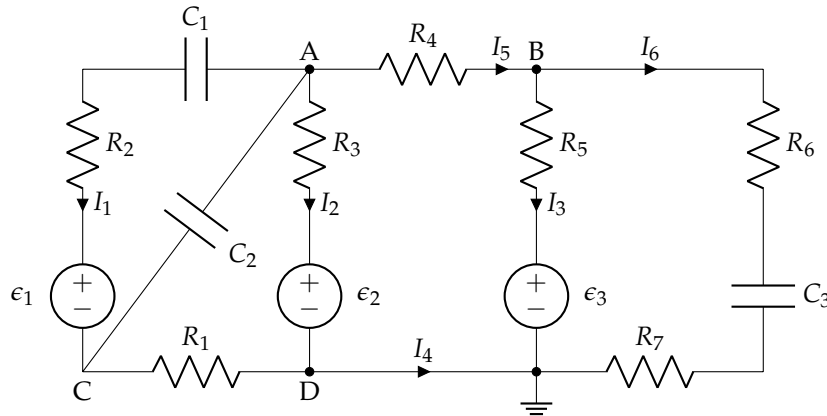 C₁
A R₄ I₅ B I₆
R₂ R₃ R₅ R₆
I₁ C₂ I₂ I₃
ϵ₁ + − ϵ₂ + − ϵ₃ + − C₃
R₁ I₄ R₇
C D